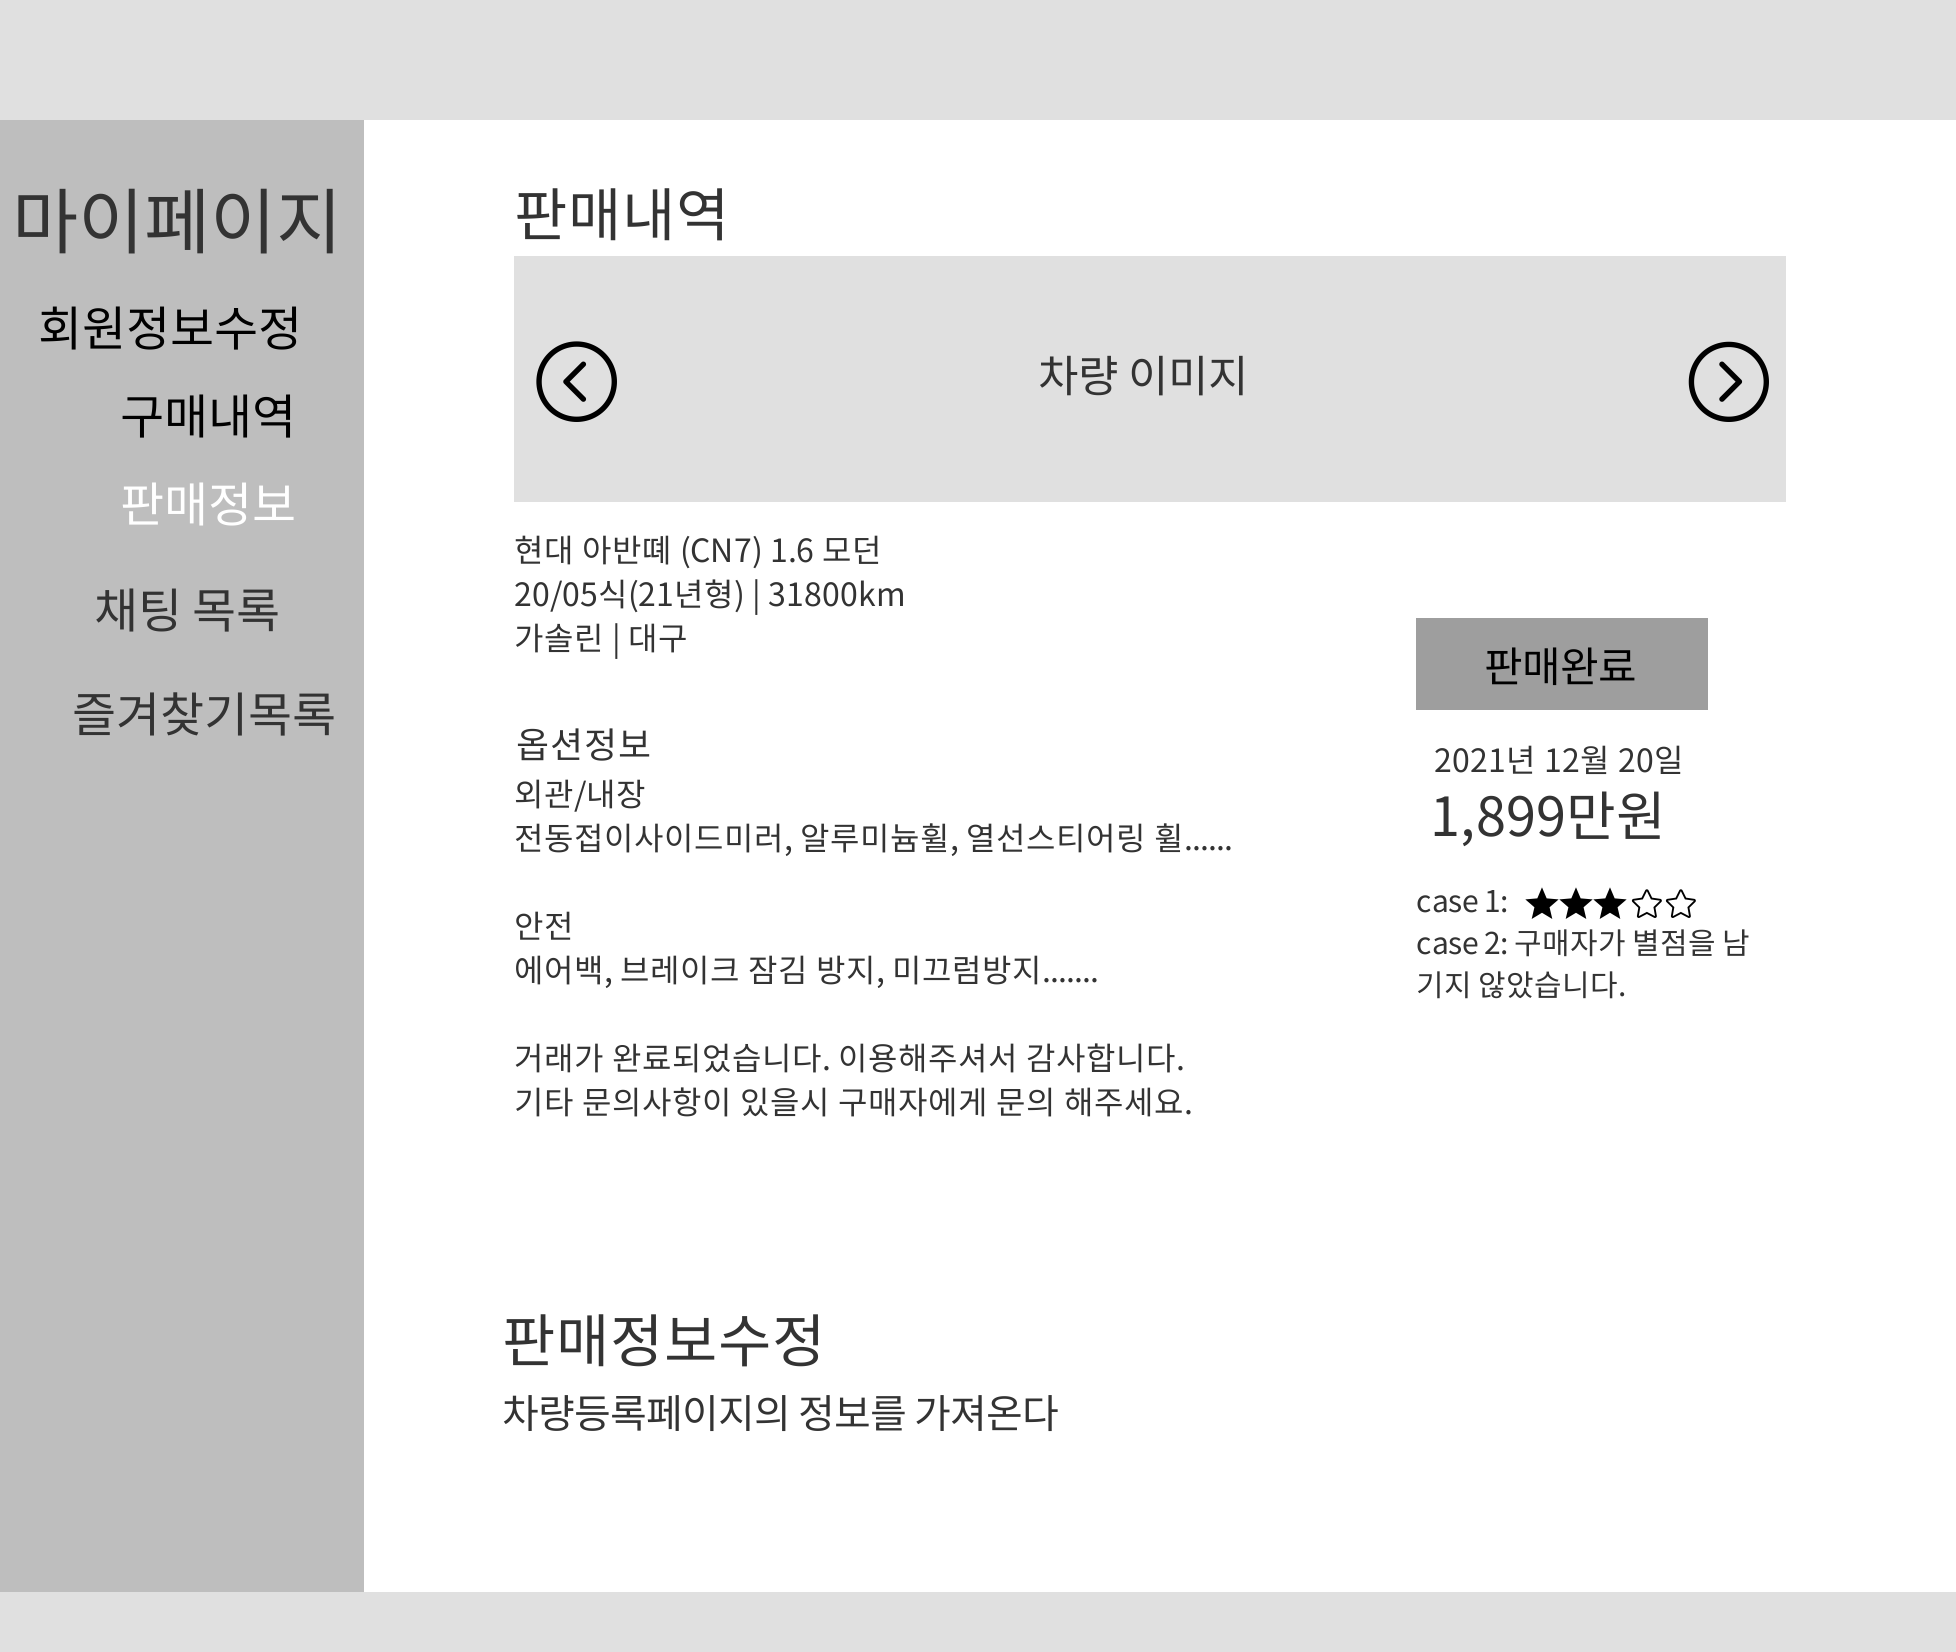 마이페이지
회원정보수정
구매내역
판매정보
채팅 목록
즐겨찾기목록
판매내역
차량 이미지
현대 아반떼 (CN7) 1.6 모던
20/05식(21년형) | 31800km
가솔린 | 대구
옵션정보
외관/내장
전동접이사이드미러, 알루미늄휠, 열선스티어링 휠......
안전
에어백, 브레이크 잠김 방지, 미끄럼방지.......
거래가 완료되었습니다. 이용해주셔서 감사합니다.
기타 문의사항이 있을시 구매자에게 문의 해주세요.
판매완료
2021년 12월 20일
1,899만원
case 1: ★★★☆☆
case 2: 구매자가 별점을 남
기지 않았습니다.
판매정보수정
차량등록페이지의 정보를 가져온다